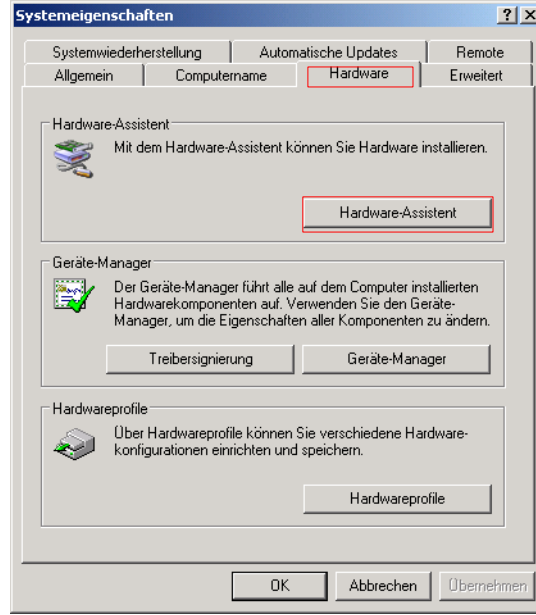 Systemeigenschaften
Systemwiederherstellung Automatische Updates Remote
Allgemein Computername Hardware Erweitert
Hardware-Assistent
Mit dem Hardware-Assistent können Sie Hardware installieren.
Hardware-Assistent
Geräte-Manager
Der Geräte-Manager führt alle auf dem Computer installierten
Hardwarekomponenten auf. Verwenden Sie den Geräte-
Manager, um die Eigenschaften aller Komponenten zu ändern.
Treibersignierung Geräte-Manager
Hardwareprofile
Über Hardwareprofile können Sie verschiedene Hardware-
konfigurationen einrichten und speichern.
Hardwareprofile
OK Abbrechen Übernehmen